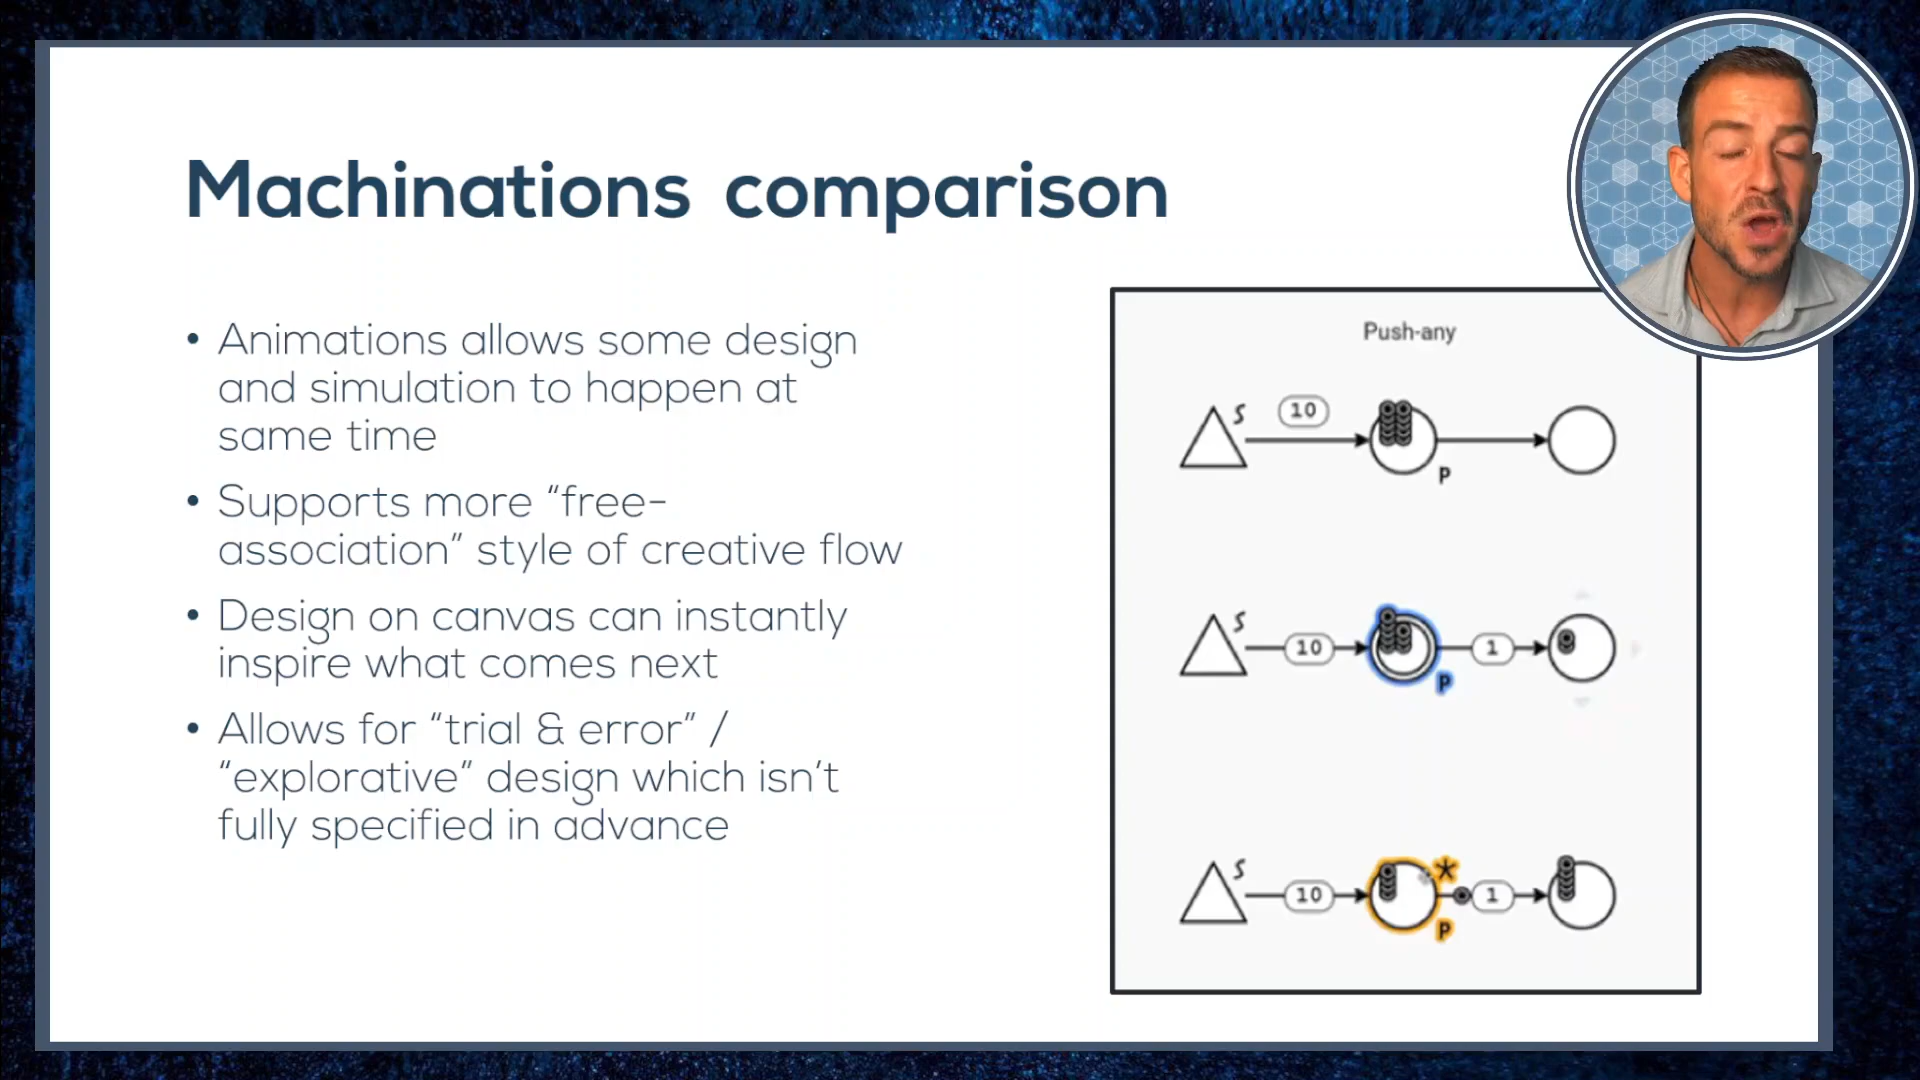 Machinations comparison
• Animations allows some design
and simulation to happen at
same time
• Supports more “free-
association” style of creative flow
• Design on canvas can instantly
inspire what comes next
• Allows for “trial & error” /
“explorative” design which isn’t
fully specified in advance
Push-any
S 10 P
S 10 1 P
S 10 * 1 P